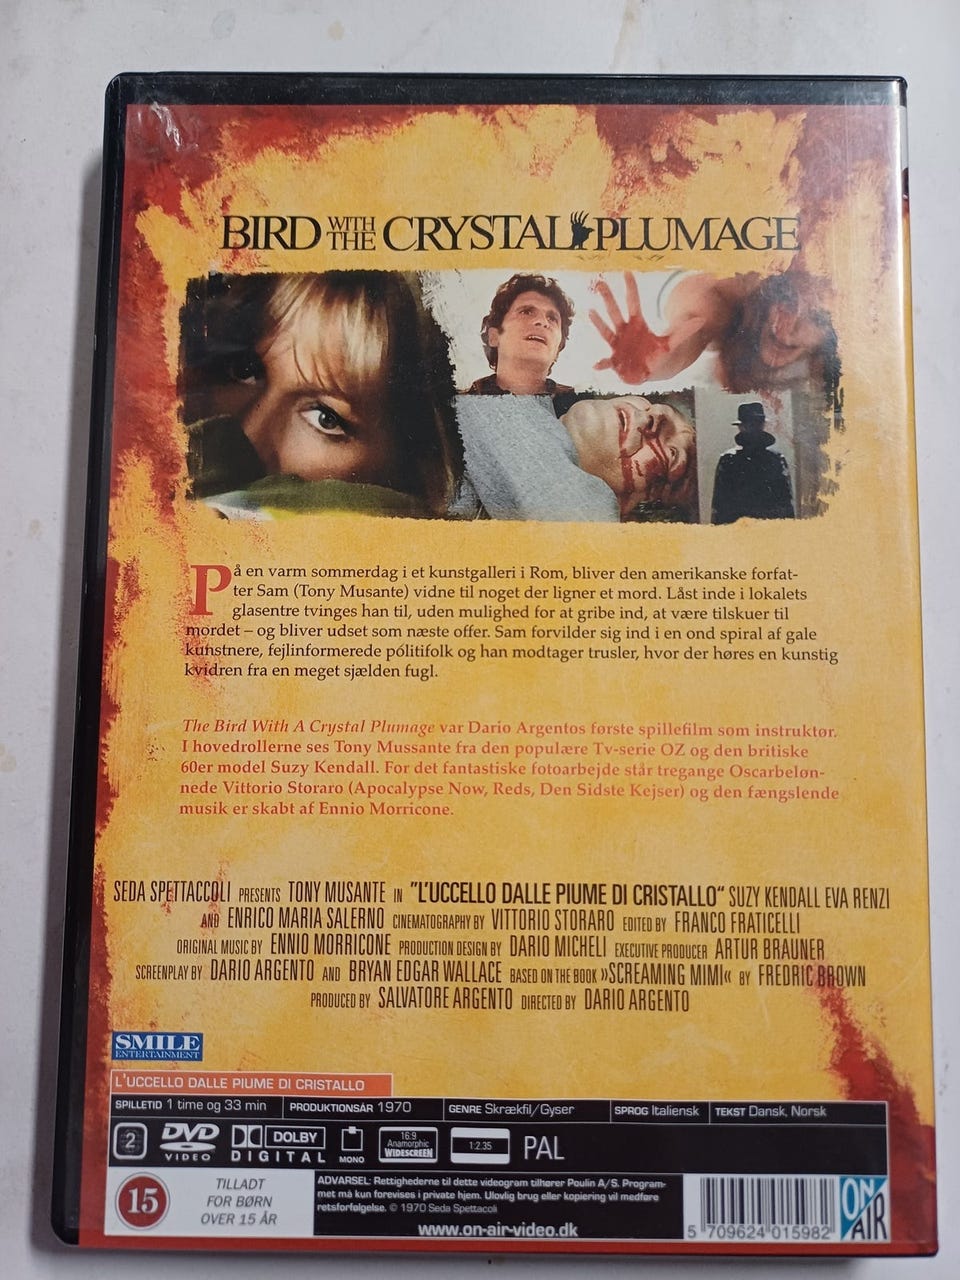 BIRD WITH THE CRYSTAL PLUMAGE
På en varm sommerdag i et kunstgalleri i Rom, bliver den amerikanske forfat-
ter Sam (Tony Musante) vidne til noget der ligner et mord. Låst inde i lokalets
glasentre tvinges han til, uden mulighed for at gribe ind, at være tilskuer til
mordet – og bliver udset som næste offer. Sam forvilder sig ind i en ond spiral af gale
kunstnere, fejlinformerede politifolk og han modtager trusler, hvor der høres en kunstig
kvidren fra en meget sjælden fugl.
The Bird With A Crystal Plumage var Dario Argentos første spillefilm som instruktør.
I hovedrollerne ses Tony Mussante fra den populære Tv-serie OZ og den britiske
60er model Suzy Kendall. For det fantastiske fotoarbejde står tregange Oscarbeløn-
nede Vittorio Storaro (Apocalypse Now, Reds, Den Sidste Kejser) og den fængslende
musik er skabt af Ennio Morricone.
SEDA SPETTACCOLI PRESENTS TONY MUSANTE IN "L'UCCELLO DALLE PIUME DI CRISTALLO" SUZY KENDALL EVA RENZI
AND ENRICO MARIA SALERNO CINEMATOGRAPHY BY VITTORIO STORARO EDITED BY FRANCO FRATICELLI
ORIGINAL MUSIC BY ENNIO MORRICONE PRODUCTION DESIGN BY DARIO MICHELI EXECUTIVE PRODUCER ARTUR BRAUNER
SCREENPLAY BY DARIO ARGENTO AND BRYAN EDGAR WALLACE BASED ON THE BOOK »SCREAMING MIMI« BY FREDRIC BROWN
PRODUCED BY SALVATORE ARGENTO DIRECTED BY DARIO ARGENTO
SMILE
ENTERTAINMENT
L'UCCELLO DALLE PIUME DI CRISTALLO
SPILLETID 1 time og 33 min PRODUKTIONSÅR 1970 GENRE Skrækfil/Gyser SPROG Italiensk TEKST Dansk, Norsk
2 DVD VIDEO DOLBY DIGITAL MONO 16:9 Anamorphic WIDESCREEN 1:2.35 PAL
15
TILLADT
FOR BØRN
OVER 15 ÅR
ADVARSEL: Rettighederne til dette videogram tilhører Poulin A/S. Program-
met må kun forevises i private hjem. Ulovlig brug eller kopiering vil medføre
retsforfølgelse. © 1970 Seda Spettacoli
www.on-air-video.dk
5 709624 015982
ON AIR